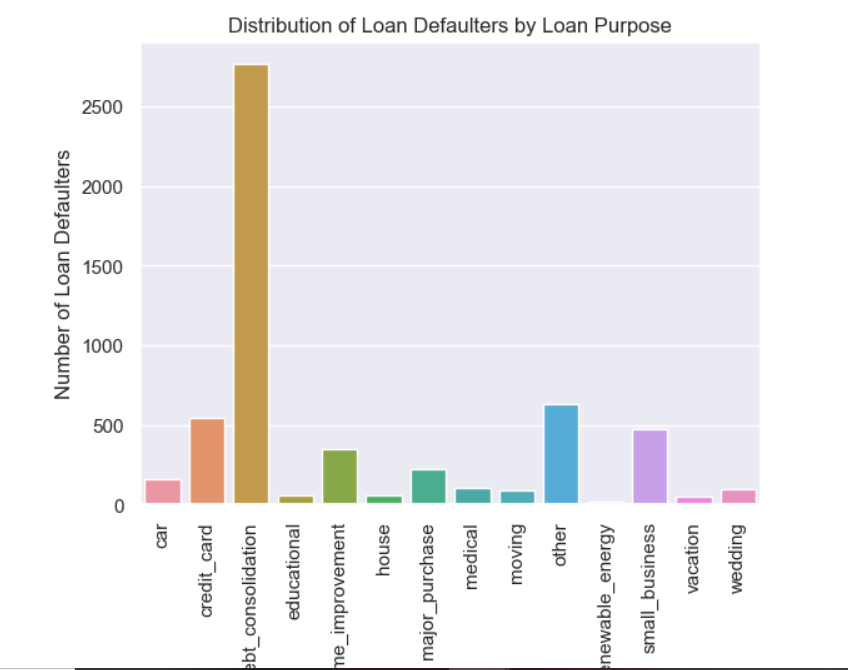 Distribution of Loan Defaulters by Loan Purpose
Number of Loan Defaulters
2500
2000
1500
1000
500
0
car
credit_card
ebt_consolidation
educational
me_improvement
house
major_purchase
medical
moving
other
enewable_energy
small_business
vacation
wedding